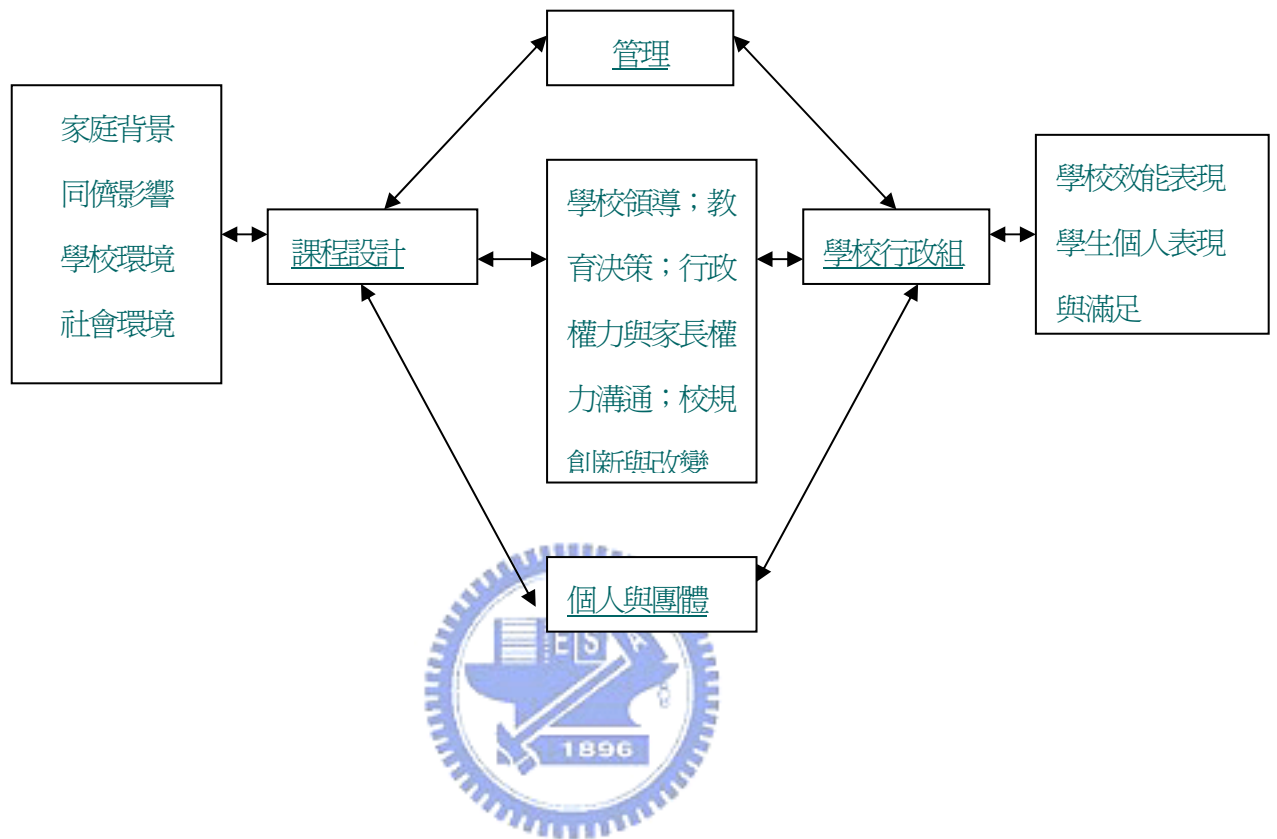 管理
家庭背景
同儕影響
學校環境
社會環境
課程設計
學校領導；教
育決策；行政
權力與家長權
力溝通；校規
創新與改變
學校行政組
學校效能表現
學生個人表現
與滿足
個人與團體
E S A
1896